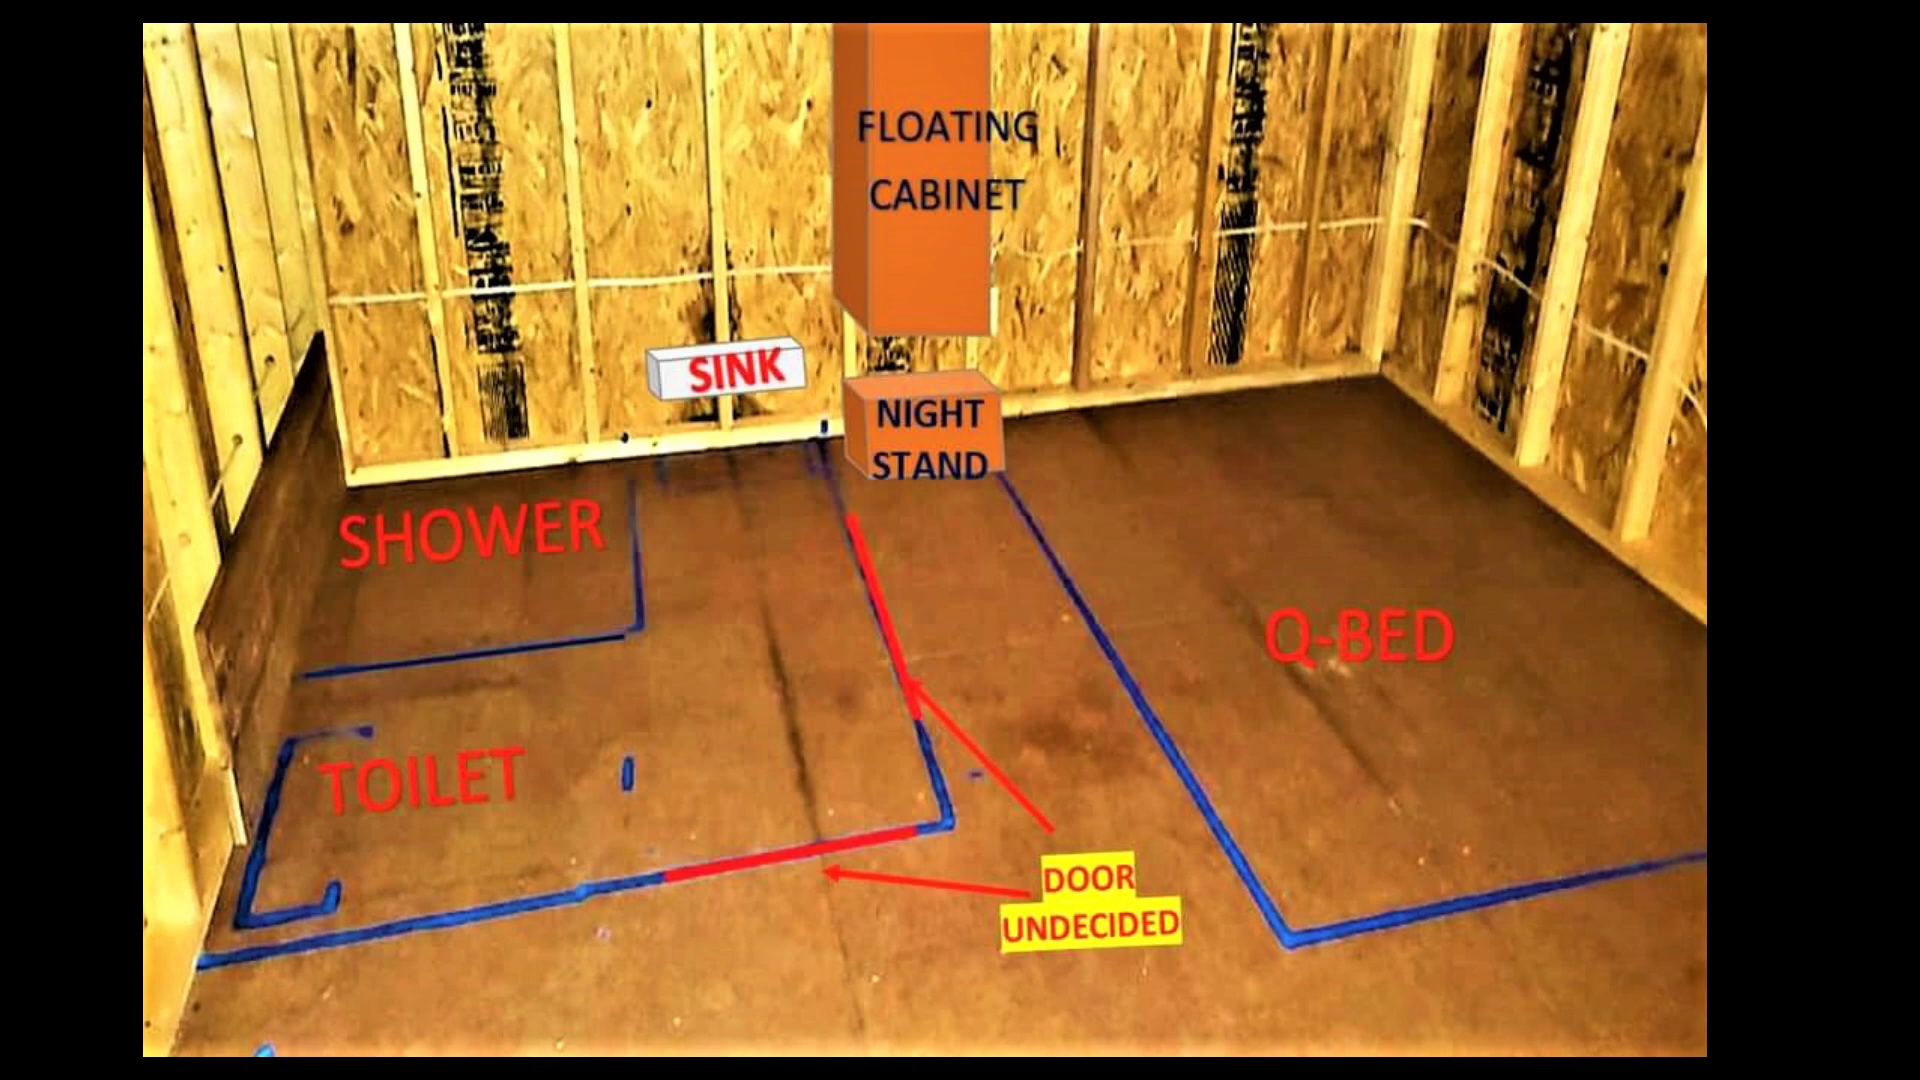 FLOATING
CABINET
SINK
NIGHT
STAND
SHOWER
Q-BED
TOILET
DOOR
UNDECIDED